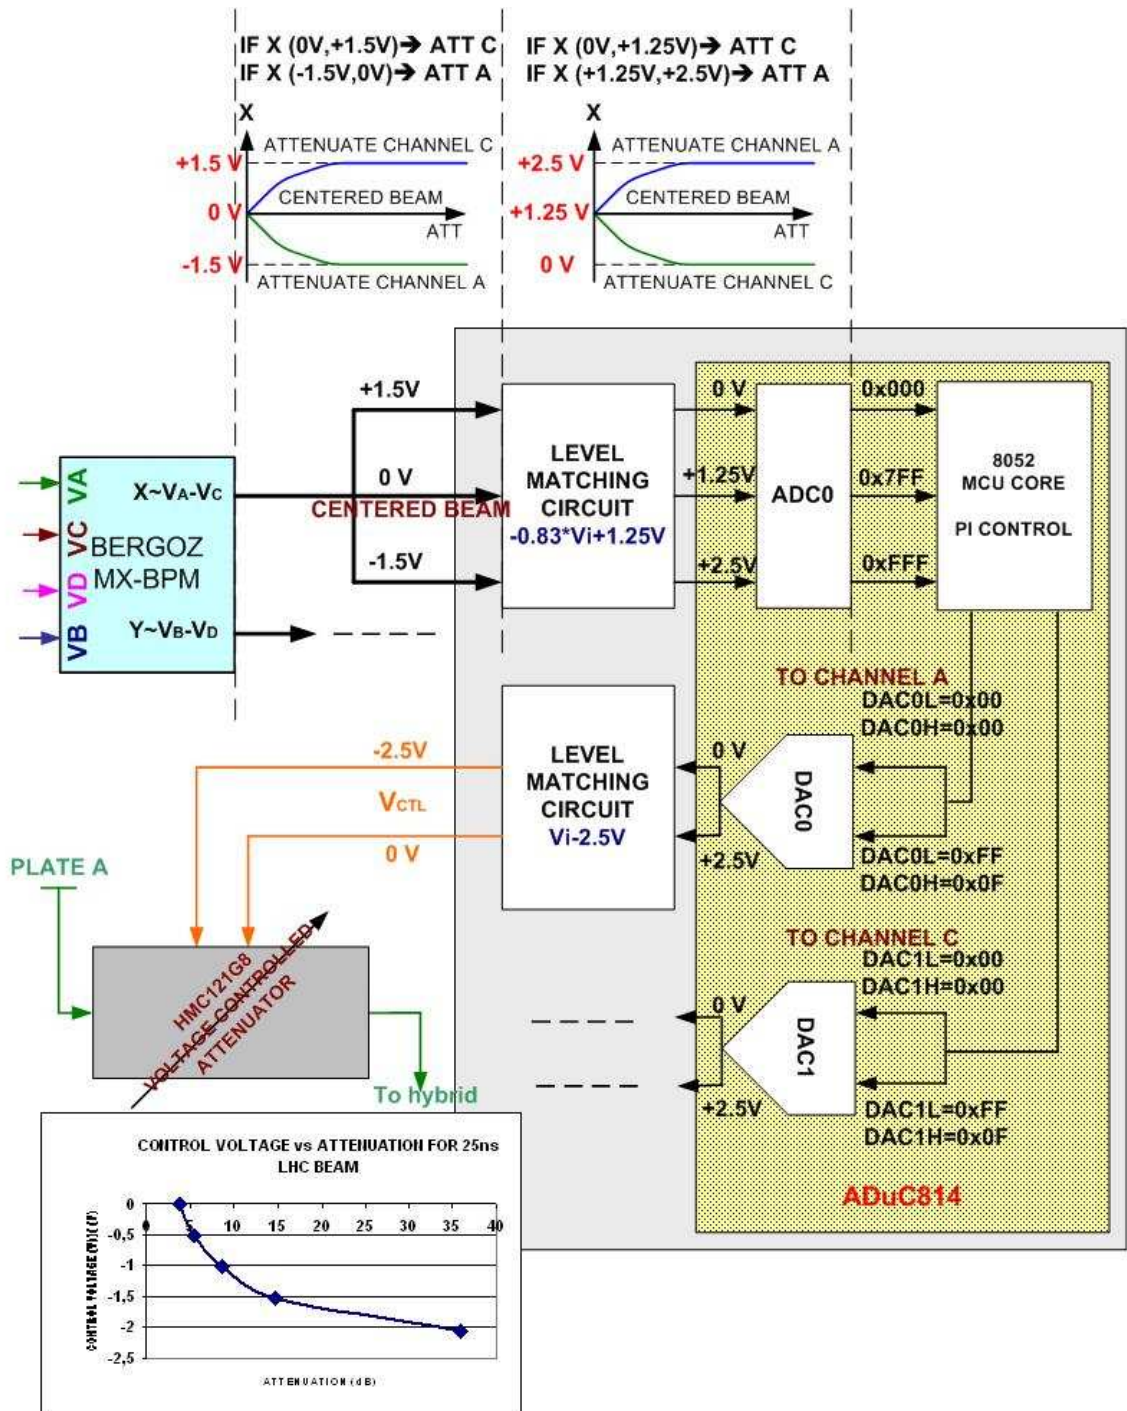 IF X (0V,+1.5V)➔ ATT C
IF X (-1.5V,0V)➔ ATT A
IF X (0V,+1.25V)➔ ATT C
IF X (+1.25V,+2.5V)➔ ATT A
X
ATTENUATE CHANNEL C
+1.5 V
CENTERED BEAM
0 V
ATT
-1.5 V
ATTENUATE CHANNEL A
X
ATTENUATE CHANNEL A
+2.5 V
CENTERED BEAM
+1.25 V
ATT
0 V
ATTENUATE CHANNEL C
VA
VC
VD
VB
X~VA-VC
BERGOZ
MX-BPM
Y~VB-VD
+1.5V
0 V
CENTERED BEAM
-1.5V
LEVEL
MATCHING
CIRCUIT
-0.83*Vi+1.25V
0 V
+1.25V
+2.5V
ADC0
0x000
0x7FF
0xFFF
8052
MCU CORE
PI CONTROL
TO CHANNEL A
DAC0L=0x00
DAC0H=0x00
0 V
DAC0
+2.5V
DAC0L=0xFF
DAC0H=0x0F
LEVEL
MATCHING
CIRCUIT
Vi-2.5V
-2.5V
VCTL
0 V
PLATE A
HMC121G8
VOLTAGE CONTROLLED
ATTENUATOR
To hybrid
TO CHANNEL C
DAC1L=0x00
DAC1H=0x00
0 V
DAC1
+2.5V
DAC1L=0xFF
DAC1H=0x0F
ADuC814
CONTROL VOLTAGE vs ATTENUATION FOR 25ns
LHC BEAM
0
0 5 10 15 20 25 30 35 40
-0,5
-1
-1,5
-2
-2,5
CONTROL VOLTAGE
ATTENUATION (dB)